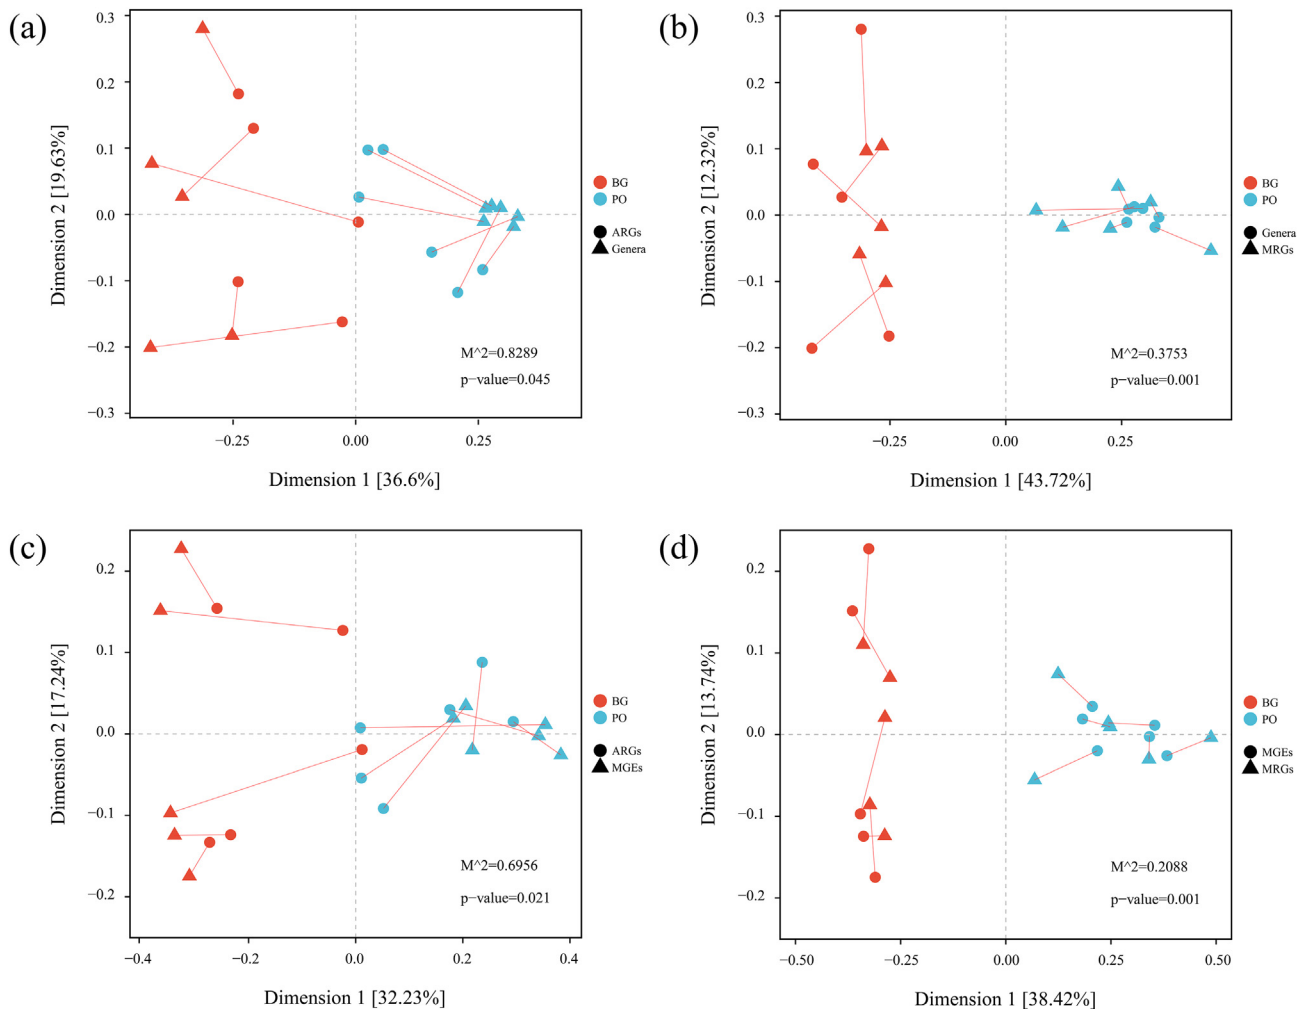 (a)
0.3
0.2
0.1
0.0
−0.1
−0.2
−0.3
Dimension 2 [19.63%]
−0.25
0.00
0.25
Dimension 1 [36.6%]
M^2=0.8289
p−value=0.045
BG
PO
ARGs
Genera
(b)
0.3
0.2
0.1
0.0
−0.1
−0.2
−0.3
Dimension 2 [12.32%]
−0.25
0.00
0.25
Dimension 1 [43.72%]
M^2=0.3753
p−value=0.001
BG
PO
Genera
MRGs
(c)
0.2
0.1
0.0
−0.1
−0.2
Dimension 2 [17.24%]
−0.4
−0.2
0.0
0.2
0.4
Dimension 1 [32.23%]
M^2=0.6956
p−value=0.021
BG
PO
ARGs
MGEs
(d)
0.2
0.1
0.0
−0.1
−0.2
Dimension 2 [13.74%]
−0.50
−0.25
0.00
0.25
0.50
Dimension 1 [38.42%]
M^2=0.2088
p−value=0.001
BG
PO
MGEs
MRGs